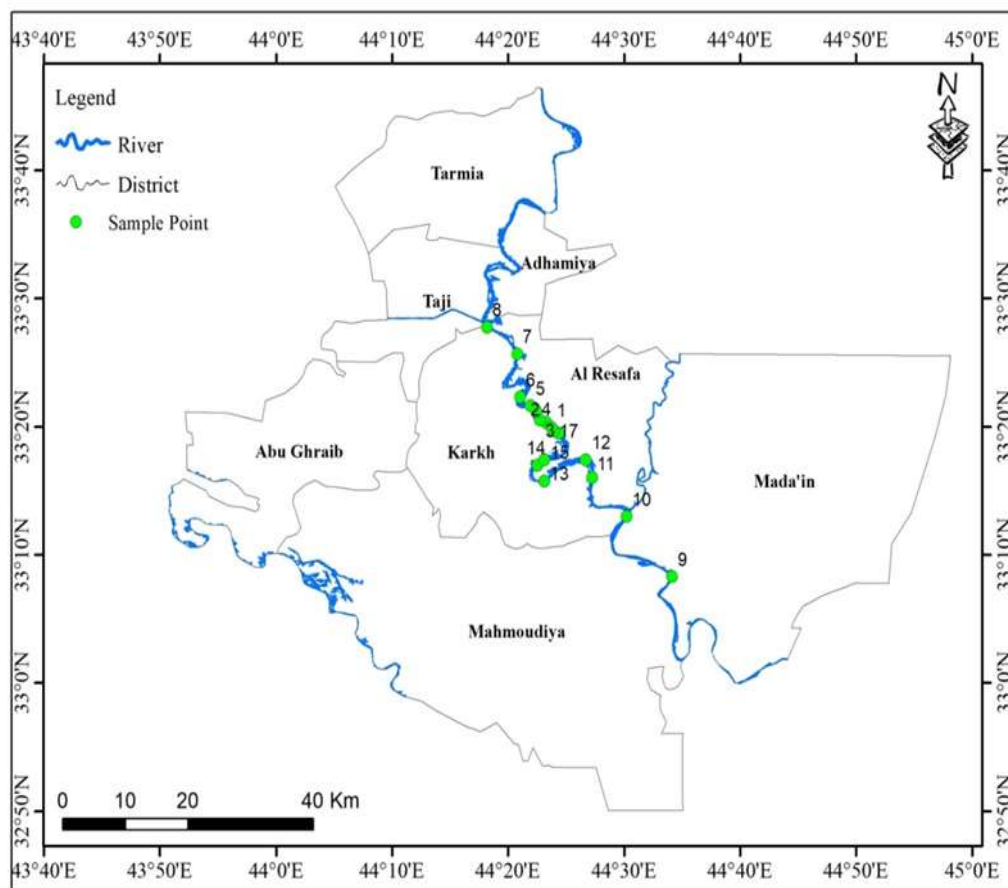 43°40'E 43°50'E 44°0'E 44°10'E 44°20'E 44°30'E 44°40'E 44°50'E 45°0'E
Legend
River
District
Sample Point
N
33°40'N 33°40'N
33°30'N 33°30'N
33°20'N 33°20'N
33°10'N 33°10'N
33°0'N 33°0'N
32°50'N 32°50'N
Tarmia
Adhamiya
Taji
8
7
Al Resafa
6
5
2 4 1
3 17
Abu Ghraib
Karkh
14 15 12
13 11
Mada'in
10
9
Mahmoudiya
0 10 20 40 Km
43°40'E 43°50'E 44°0'E 44°10'E 44°20'E 44°30'E 44°40'E 44°50'E 45°0'E